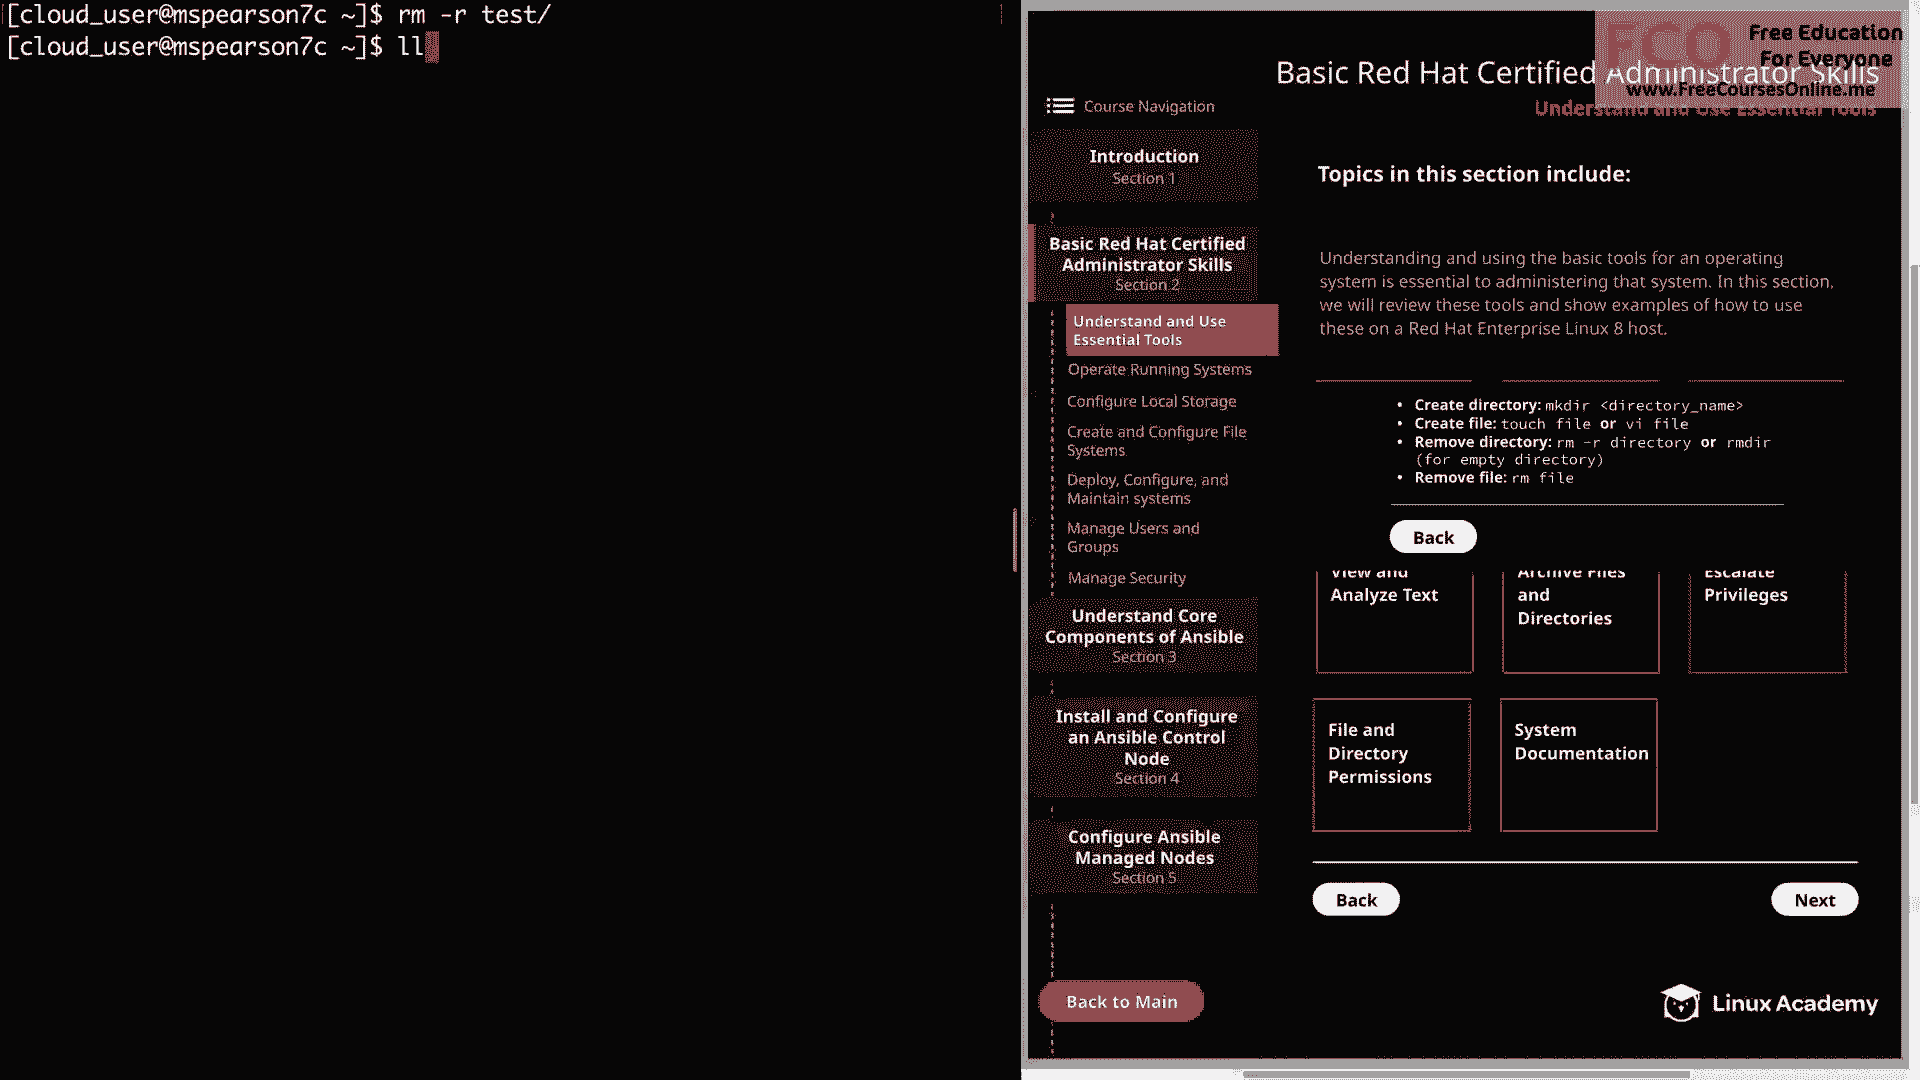 [cloud_user@mspearson7c ~]$ rm -r test/
[cloud_user@mspearson7c ~]$ ll
FCO
Free Education
For Everyone
www.FreeCoursesOnline.me
Basic Red Hat Certified Administrator Skills
Understand and Use Essential Tools
Course Navigation
Introduction
Section 1
Basic Red Hat Certified
Administrator Skills
Section 2
Understand and Use
Essential Tools
Operate Running Systems
Configure Local Storage
Create and Configure File
Systems
Deploy, Configure, and
Maintain systems
Manage Users and
Groups
Manage Security
Understand Core
Components of Ansible
Section 3
Install and Configure
an Ansible Control
Node
Section 4
Configure Ansible
Managed Nodes
Section 5
Back to Main
Topics in this section include:
Understanding and using the basic tools for an operating
system is essential to administering that system. In this section,
we will review these tools and show examples of how to use
these on a Red Hat Enterprise Linux 8 host.
• Create directory: mkdir <directory_name>
• Create file: touch file or vi file
• Remove directory: rm -r directory or rmdir
(for empty directory)
• Remove file: rm file
Back
View and
Analyze Text
Archive Files
and
Directories
Escalate
Privileges
File and
Directory
Permissions
System
Documentation
Back
Next
Linux Academy